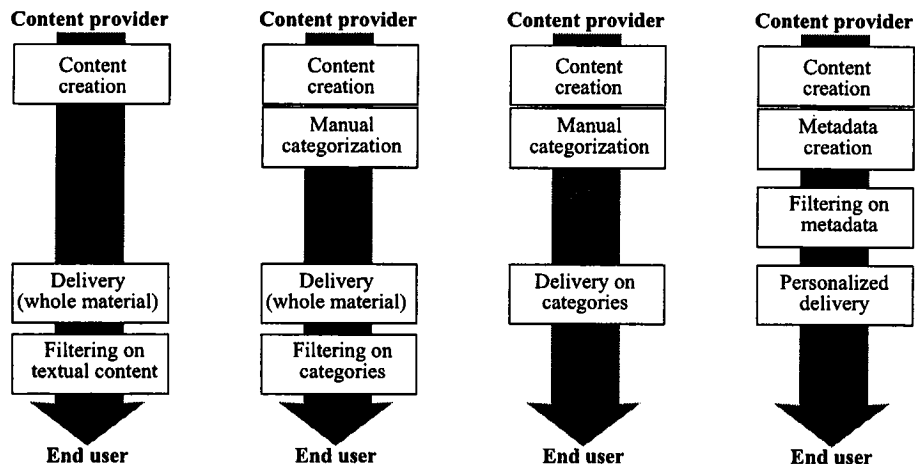 Content provider
Content
creation
Delivery
(whole material)
Filtering on
textual content
End user
Content provider
Content
creation
Manual
categorization
Delivery
(whole material)
Filtering on
categories
End user
Content provider
Content
creation
Manual
categorization
Delivery on
categories
End user
Content provider
Content
creation
Metadata
creation
Filtering on
metadata
Personalized
delivery
End user